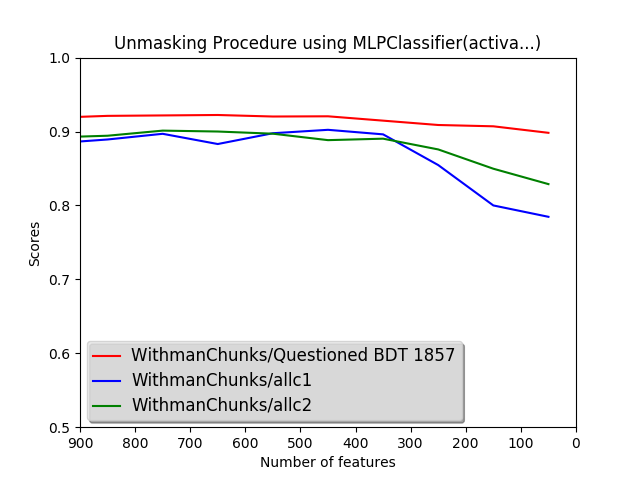 Unmasking Procedure using MLPClassifier(activa...)
1.0
0.9
0.8
0.7
0.6
0.5
Scores
WithmanChunks/Questioned BDT 1857
WithmanChunks/allc1
WithmanChunks/allc2
900 800 700 600 500 400 300 200 100 0
Number of features